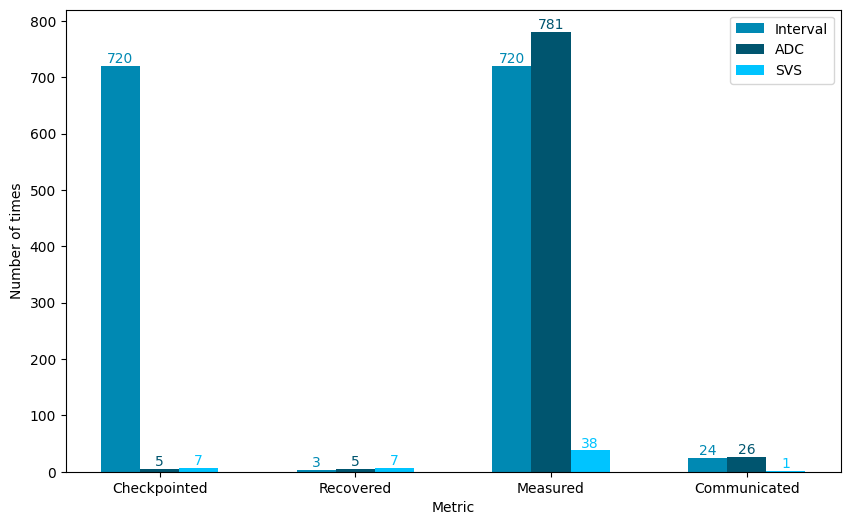 800
700
600
500
400
300
200
100
0
Number of times
720
5
7
3
5
7
720
781
38
24
26
1
Interval
ADC
SVS
Checkpointed
Recovered
Measured
Communicated
Metric